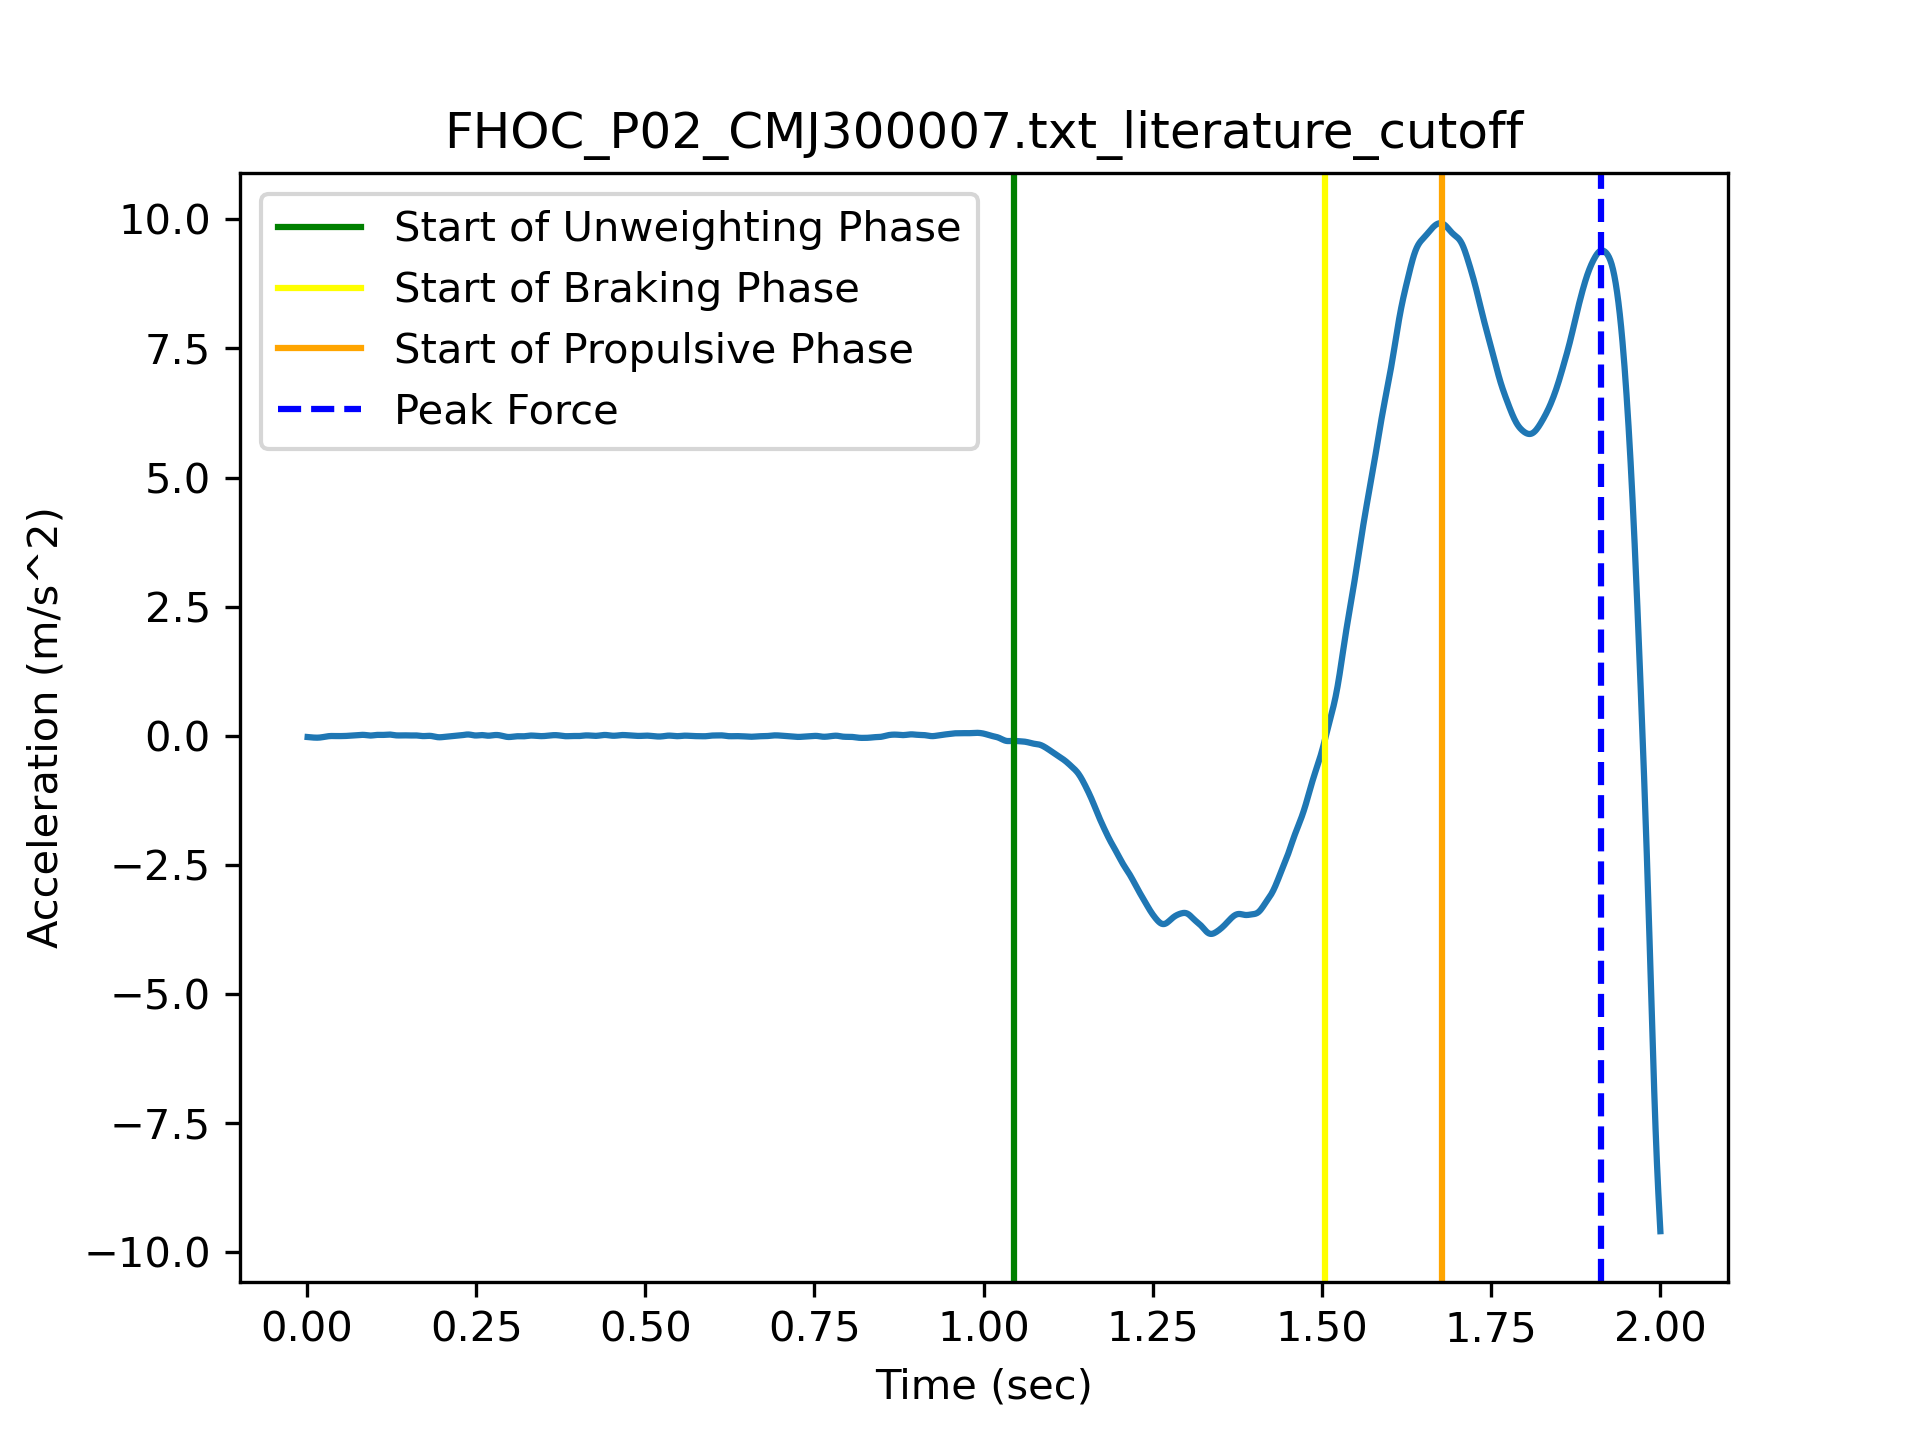 FHOC_P02_CMJ300007.txt_literature_cutoff
Start of Unweighting Phase
Start of Braking Phase
Start of Propulsive Phase
Peak Force
Acceleration (m/s^2)
10.0
7.5
5.0
2.5
0.0
−2.5
−5.0
−7.5
−10.0
0.00 0.25 0.50 0.75 1.00 1.25 1.50 1.75 2.00
Time (sec)